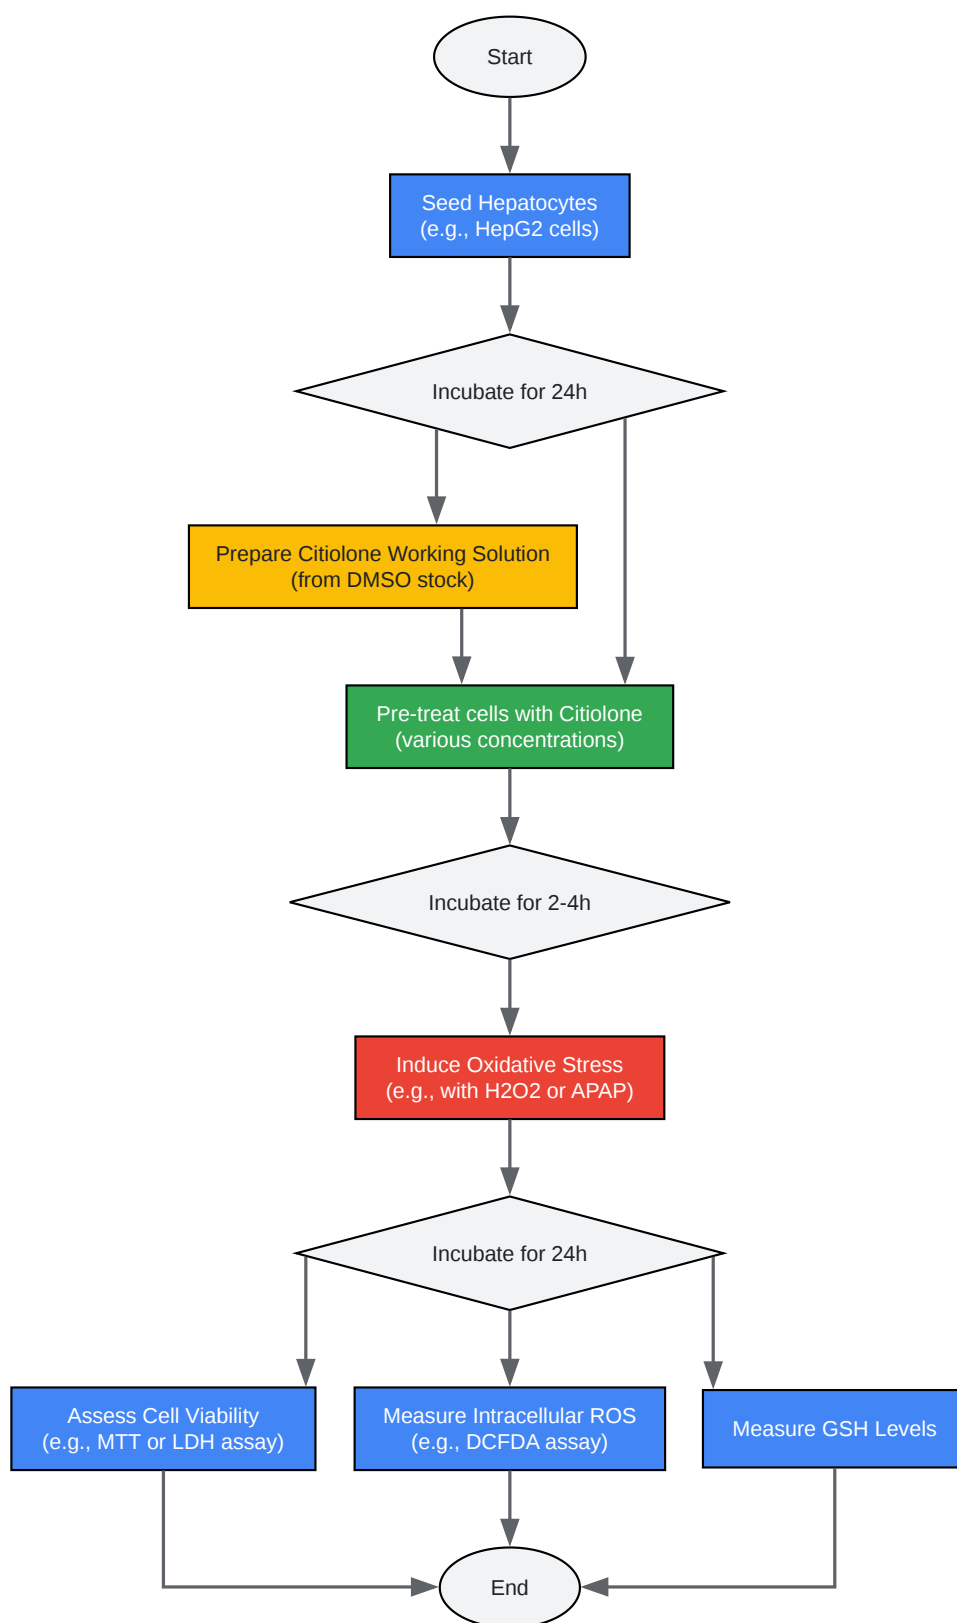 Start
Seed Hepatocytes
(e.g., HepG2 cells)
Incubate for 24h
Prepare Citiolone Working Solution
(from DMSO stock)
Pre-treat cells with Citiolone
(various concentrations)
Incubate for 2-4h
Induce Oxidative Stress
(e.g., with H2O2 or APAP)
Incubate for 24h
Assess Cell Viability
(e.g., MTT or LDH assay)
Measure Intracellular ROS
(e.g., DCFDA assay)
Measure GSH Levels
End